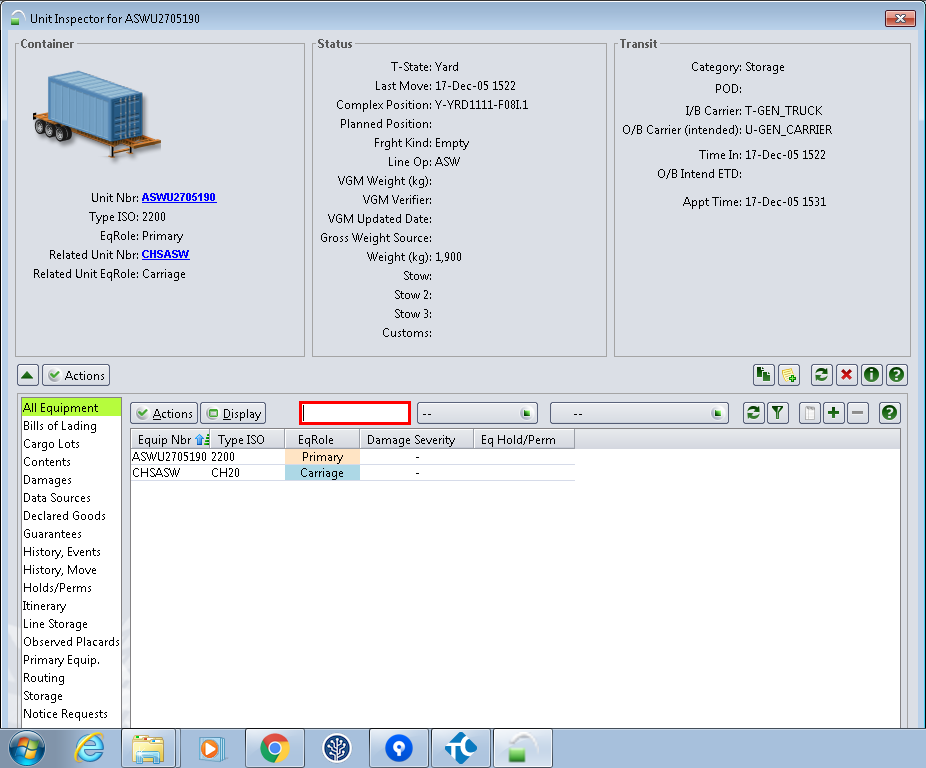 Unit Inspector for ASWU2705190
Container
Unit Nbr: ASWU2705190
Type ISO: 2200
EqRole: Primary
Related Unit Nbr: CHSASW
Related Unit EqRole: Carriage
Status
T-State: Yard
Last Move: 17-Dec-05 1522
Complex Position: Y-YRD1111-F08I.1
Planned Position:
Frght Kind: Empty
Line Op: ASW
VGM Weight (kg):
VGM Verifier:
VGM Updated Date:
Gross Weight Source:
Weight (kg): 1,900
Stow:
Stow 2:
Stow 3:
Customs:
Transit
Category: Storage
POD:
I/B Carrier: T-GEN_TRUCK
O/B Carrier (intended): U-GEN_CARRIER
Time In: 17-Dec-05 1522
O/B Intend ETD:
Appt Time: 17-Dec-05 1531
Actions
All Equipment
Bills of Lading
Cargo Lots
Contents
Damages
Data Sources
Declared Goods
Guarantees
History, Events
History, Move
Holds/Perms
Itinerary
Line Storage
Observed Placards
Primary Equip.
Routing
Storage
Notice Requests
Actions Display -- --
Equip Nbr Type ISO EqRole Damage Severity Eq Hold/Perm
ASWU2705190 2200 Primary -
CHSASW CH20 Carriage -